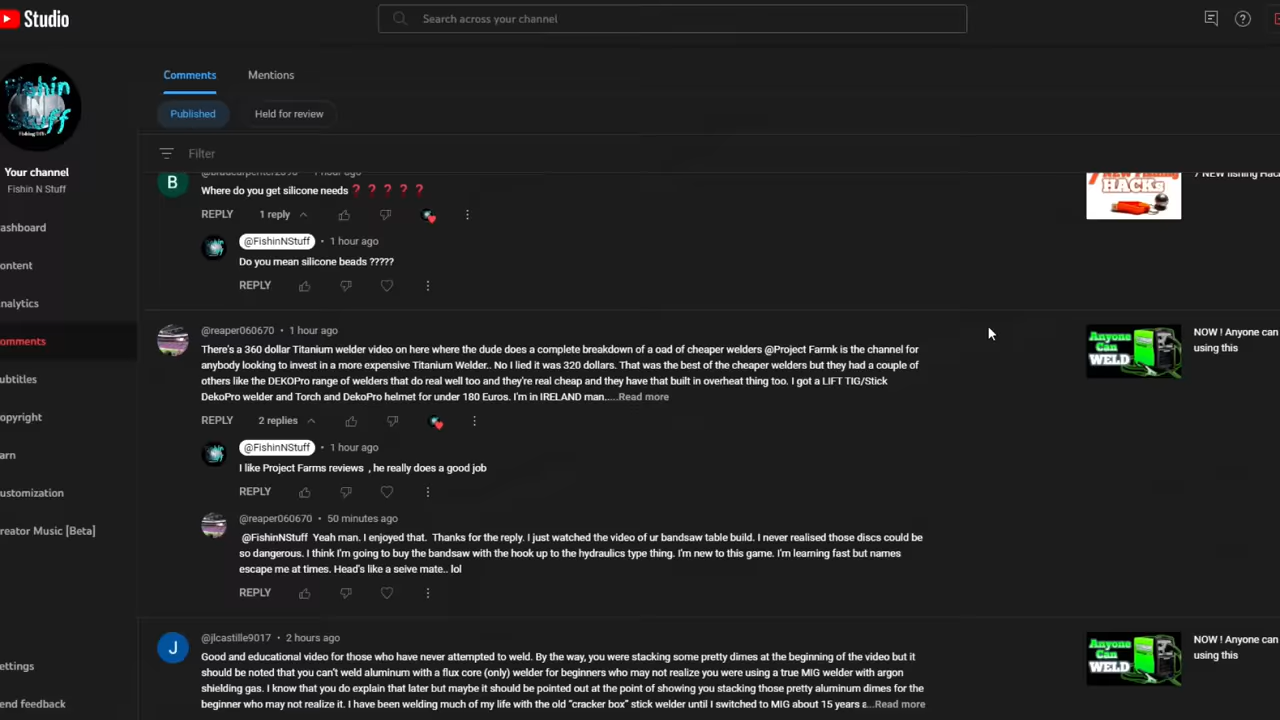 Studio
Search across your channel
Fishin
IN
Stuff
Your channel
Fishin N Stuff
ashboard
ontent
nalytics
omments
ubtitles
opyright
arn
ustomization
reator Music [Beta]
ettings
end feedback
Comments
Mentions
Published
Held for review
Filter
B
1 hour ago
Where do you get silicone needs❓❓❓❓❓
REPLY
1 reply
7 NEW fishing Hac
HACKs
@FishinNStuff • 1 hour ago
Do you mean silicone beads ?????
REPLY
@reaper060670 • 1 hour ago
There's a 360 dollar Titanium welder video on here when the dude does a complete breakdown of a oad of cheaper welders @Project Farmk is the channel for
anybody looking to invest in a more expensive Titanium Welder.. No I lied it was 320 dollars. That was the best of the cheaper welders but they had a couple of
others like the DEKOPro range of welders that do real well too and they're real cheap and they have that built in overheat thing too. I got a LIFT TIG/Stick
DekoPro welder and Torch and DekoPro helmet for under 180 Euros. I'm in IRELAND man.....Read more
REPLY
2 replies
Anyone
Can
WELD
NOW ! Anyone can
using this
@FishinNStuff • 1 hour ago
I like Project Farms reviews , he really does a good job
REPLY
@reaper060670 • 50 minutes ago
@FishinNStuff Yeah man. I enjoyed that. Thanks for the reply. I just watched the video of ur bandsaw table build. I never realised those discs could be
so dangerous. I think I'm going to buy the bandsaw with the hook up to the hydraulics type thing. I'm new to this game. I'm learning fast but names
escape me at times. Head's like a seive mate.. lol
REPLY
J
@jlcastille9017 • 2 hours ago
Good and educational video for those who have never attempted to weld. By the way, you were stacking some pretty dimes at the beginning of the video but it
should be noted that you can't weld aluminum with a flux core (only) welder for beginners who may not realize you were using a true MIG welder with argon
shielding gas. I know that you do explain that later but maybe it should be pointed out at the point of showing you stacking those pretty aluminum dimes for the
beginner who may not realize it. I have been welding much of my life with the old "cracker box" stick welder until I switched to MIG about 15 years a...Read more
Anyone
Can
WELD
NOW ! Anyone can
using this